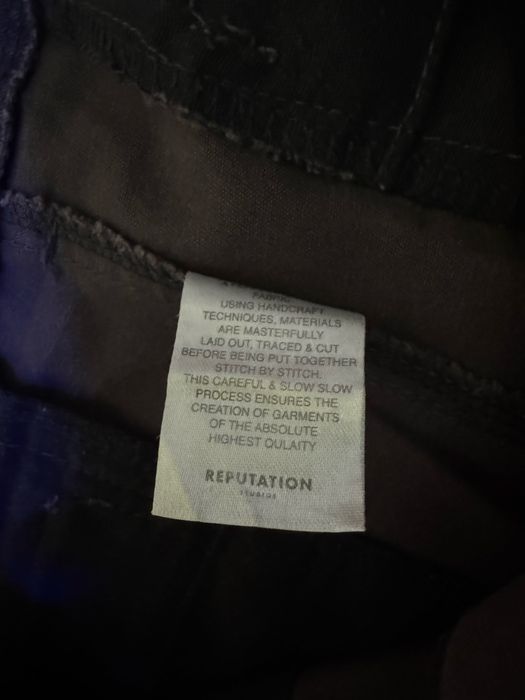 FABRIC.
USING HANDCRAFT
TECHNIQUES, MATERIALS
ARE MASTERFULLY
LAID OUT, TRACED & CUT
BEFORE BEING PUT TOGETHER
STITCH BY STITCH.
THIS CAREFUL & SLOW SLOW
PROCESS ENSURES THE
CREATION OF GARMENTS
OF THE ABSOLUTE
HIGHEST QULAITY
REPUTATION
STUDIOS